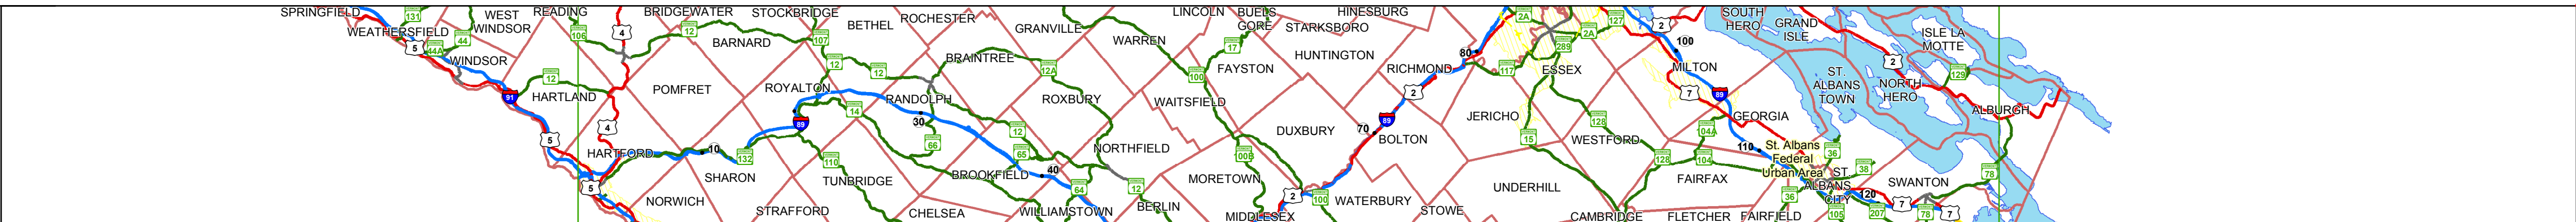 SPRINGFIELD
131
WEST
WINDSOR
READING
4
BRIDGEWATER
STOCKBRIDGE
BETHEL
ROCHESTER
GRANVILLE
LINCOLN
BUELS
GORE
HINESBURG
STARKSBORO
2A
127
2
SOUTH
HERO
GRAND
ISLE
ISLE LA
MOTTE
WEATHERSFIELD
5
44A
44
106
12
BARNARD
107
WARREN
17
HUNTINGTON
80
289
2A
100
WINDSOR
12
12
12
BRAINTREE
12A
100
FAYSTON
RICHMOND
117
ESSEX
MILTON
ST.
ALBANS
TOWN
2
NORTH
HERO
129
91
HARTLAND
POMFRET
ROYALTON
14
RANDOLPH
ROXBURY
WAITSFIELD
2
7
89
ALBURGH
5
4
89
30
12
DUXBURY
70
89
BOLTON
JERICHO
15
128
WESTFORD
104A
GEORGIA
110
HARTFORD
10
132
110
66
65
NORTHFIELD
100B
128
104
St. Albans
Federal
Urban Area
36
38
5
SHARON
TUNBRIDGE
BROOKFIELD
40
64
12
MORETOWN
2
100
UNDERHILL
FAIRFAX
ST.
ALBANS
CITY
SWANTON
78
NORWICH
STRAFFORD
CHELSEA
WILLIAMSTOWN
BERLIN
MIDDLESEX
WATERBURY
STOWE
CAMBRIDGE
FLETCHER
FAIRFIELD
36
105
120
207
7
78
7